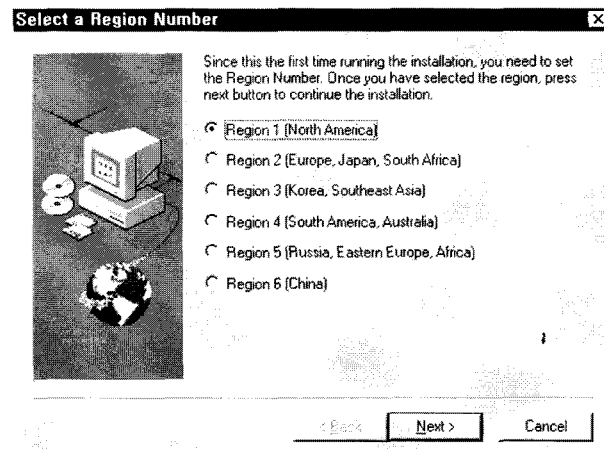 Select a Region Number
Since this the first time running the installation, you need to set
the Region Number. Once you have selected the region, press
next button to continue the installation.
Region 1 (North America)
Region 2 (Europe, Japan, South Africa)
Region 3 (Korea, Southeast Asia)
Region 4 (South America, Australia)
Region 5 (Russia, Eastern Europe, Africa)
Region 6 (China)
< Back Next > Cancel